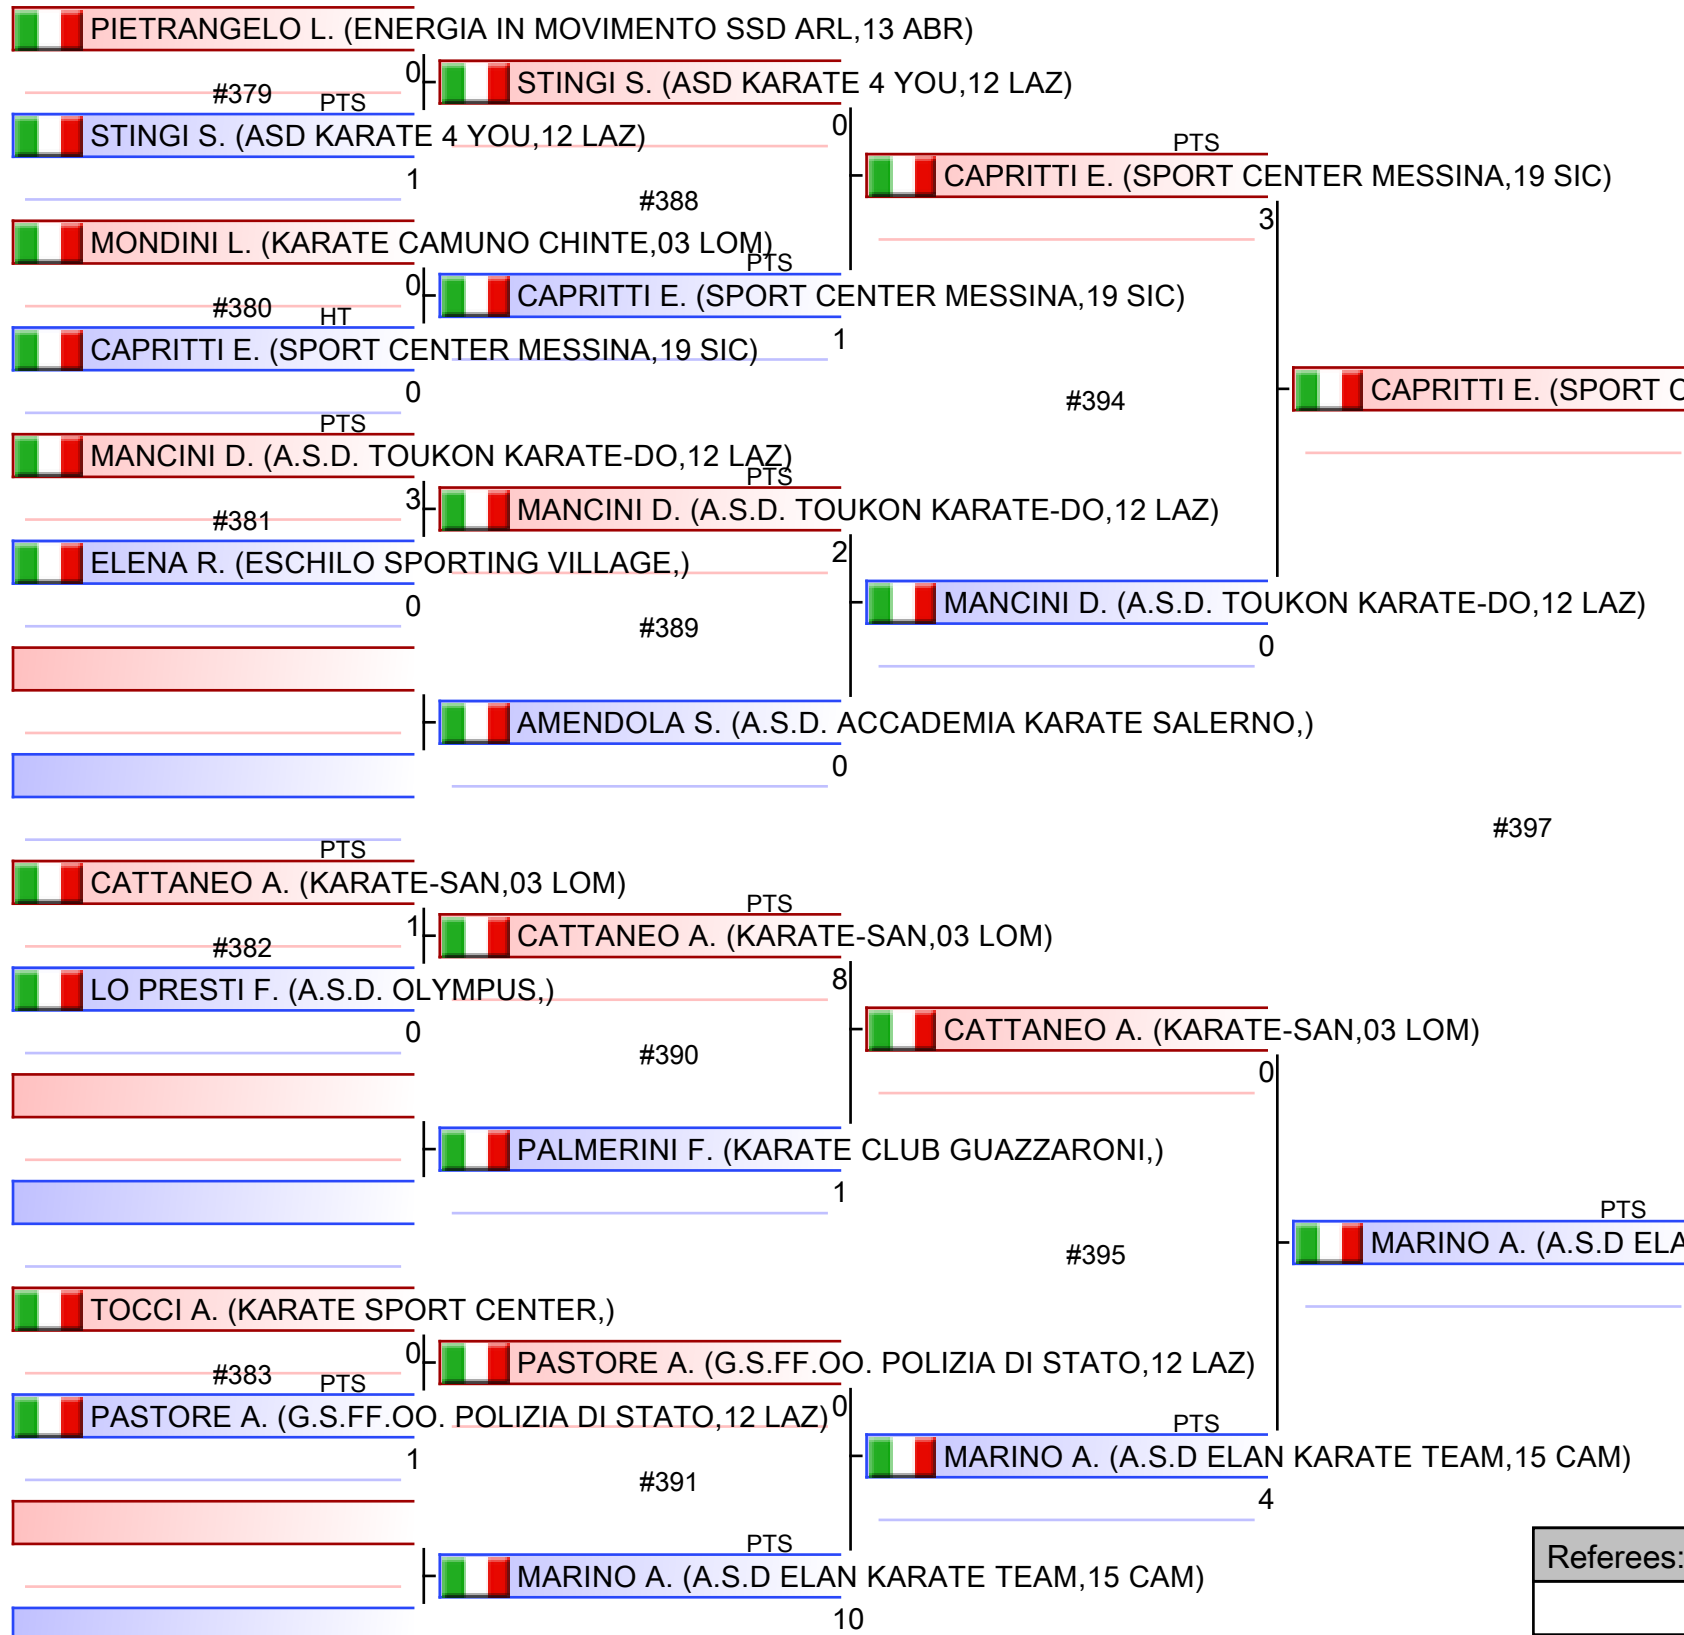 PIETRANGELO L. (ENERGIA IN MOVIMENTO SSD ARL,13 ABR)
0
#379
PTS
STINGI S. (ASD KARATE 4 YOU,12 LAZ)
1
MONDINI L. (KARATE CAMUNO CHINTE,03 LOM)
0
#380
HT
CAPRITTI E. (SPORT CENTER MESSINA,19 SIC)
0
PTS
MANCINI D. (A.S.D. TOUKON KARATE-DO,12 LAZ)
3
#381
ELENA R. (ESCHILO SPORTING VILLAGE,)
0
PTS
CATTANEO A. (KARATE-SAN,03 LOM)
1
#382
LO PRESTI F. (A.S.D. OLYMPUS,)
0
TOCCI A. (KARATE SPORT CENTER,)
0
#383
PTS
PASTORE A. (G.S.FF.OO. POLIZIA DI STATO,12 LAZ)
1
STINGI S. (ASD KARATE 4 YOU,12 LAZ)
0
#388
PTS
CAPRITTI E. (SPORT CENTER MESSINA,19 SIC)
1
PTS
MANCINI D. (A.S.D. TOUKON KARATE-DO,12 LAZ)
2
#389
AMENDOLA S. (A.S.D. ACCADEMIA KARATE SALERNO,)
0
PTS
CATTANEO A. (KARATE-SAN,03 LOM)
8
#390
PALMERINI F. (KARATE CLUB GUAZZARONI,)
1
PASTORE A. (G.S.FF.OO. POLIZIA DI STATO,12 LAZ)
0
#391
PTS
MARINO A. (A.S.D ELAN KARATE TEAM,15 CAM)
10
PTS
CAPRITTI E. (SPORT CENTER MESSINA,19 SIC)
3
#394
MANCINI D. (A.S.D. TOUKON KARATE-DO,12 LAZ)
0
CATTANEO A. (KARATE-SAN,03 LOM)
0
#395
PTS
MARINO A. (A.S.D ELAN KARATE TEAM,15 CAM)
4
CAPRITTI E. (SPORT
#397
PTS
MARINO A. (A.S.D
Referees: